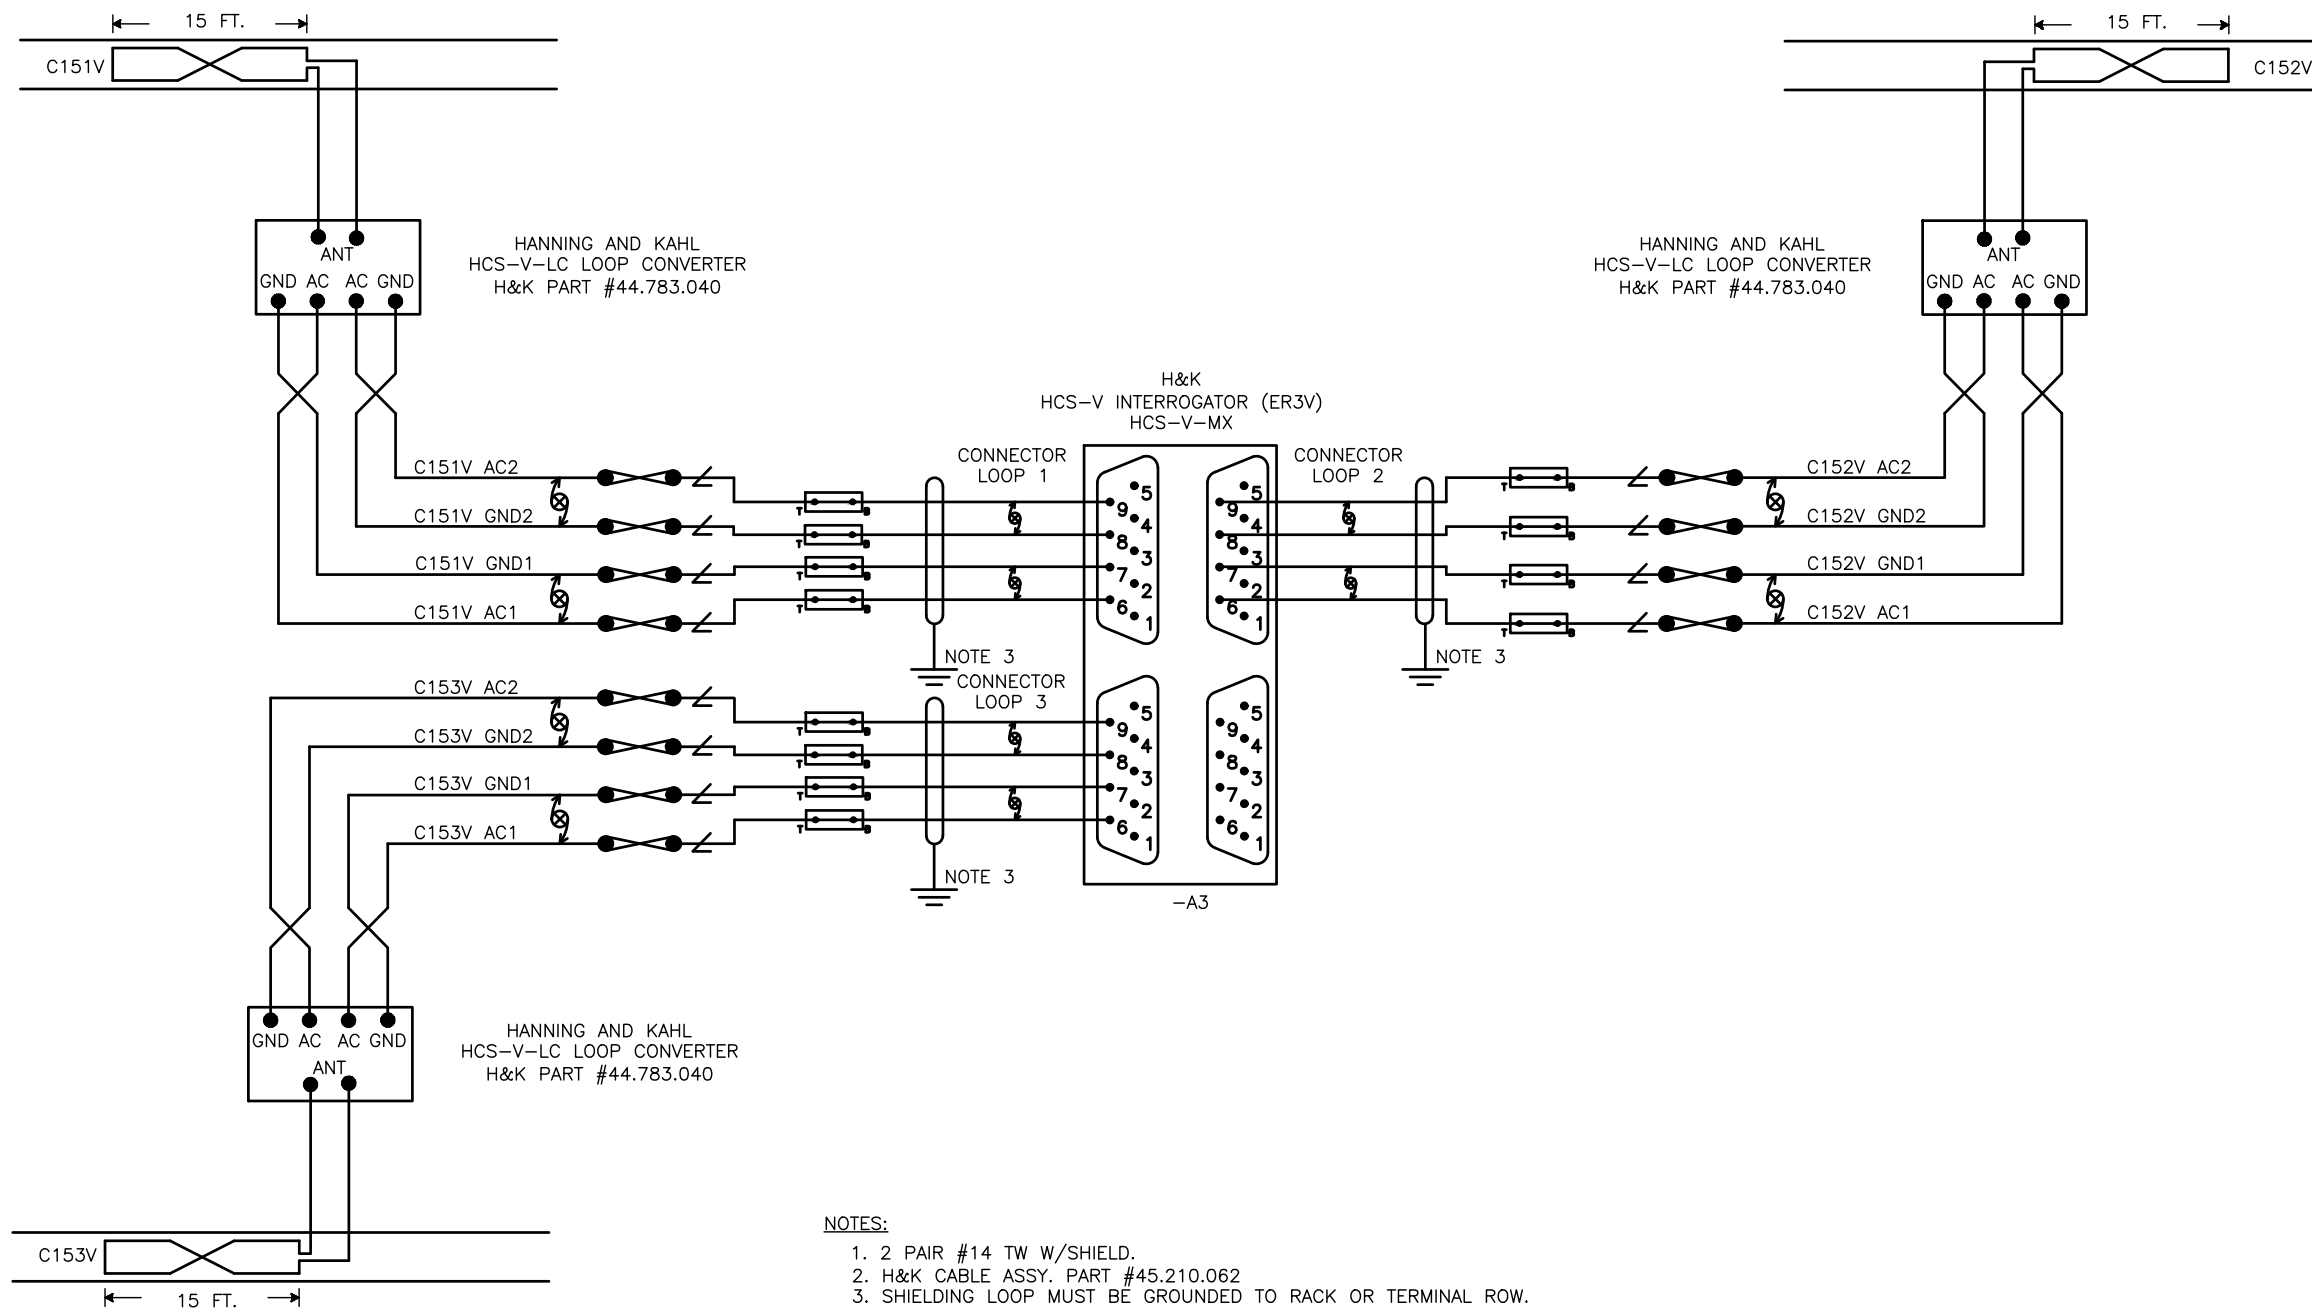 15 FT.
C151V
15 FT.
C152V
HANNING AND KAHL
HCS-V-LC LOOP CONVERTER
H&K PART #44.783.040
ANT
GND AC AC GND
HANNING AND KAHL
HCS-V-LC LOOP CONVERTER
H&K PART #44.783.040
ANT
GND AC AC GND
H&K
HCS-V INTERROGATOR (ER3V)
HCS-V-MX
CONNECTOR
LOOP 1
CONNECTOR
LOOP 2
C151V AC2
C151V GND2
C151V GND1
C151V AC1
T B
T B
T B
T B
5
9
4
8
3
7
2
6
1
5
9
4
8
3
7
2
6
1
T B
T B
T B
T B
C152V AC2
C152V GND2
C152V GND1
C152V AC1
NOTE 3
NOTE 3
CONNECTOR
LOOP 3
C153V AC2
C153V GND2
C153V GND1
C153V AC1
T B
T B
T B
T B
5
9
4
8
3
7
2
6
1
5
9
4
8
3
7
2
6
1
NOTE 3
-A3
GND AC AC GND
ANT
HANNING AND KAHL
HCS-V-LC LOOP CONVERTER
H&K PART #44.783.040
C153V
15 FT.
NOTES:
1. 2 PAIR #14 TW W/SHIELD.
2. H&K CABLE ASSY. PART #45.210.062
3. SHIELDING LOOP MUST BE GROUNDED TO RACK OR TERMINAL ROW.